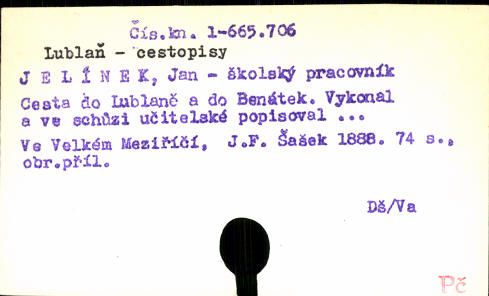 Čís.kn. 1-665.706
Lublaň - cestopisy
J E L Í N E K, Jan - školský pracovník
Cesta do Lublaně a do Benátek. Vykonal
a ve schůzi učitelské popisoval ...
Ve Velkém Meziříčí, J.F. Šašek 1888. 74 s.,
obr.příl.
Dš/Va
Pč